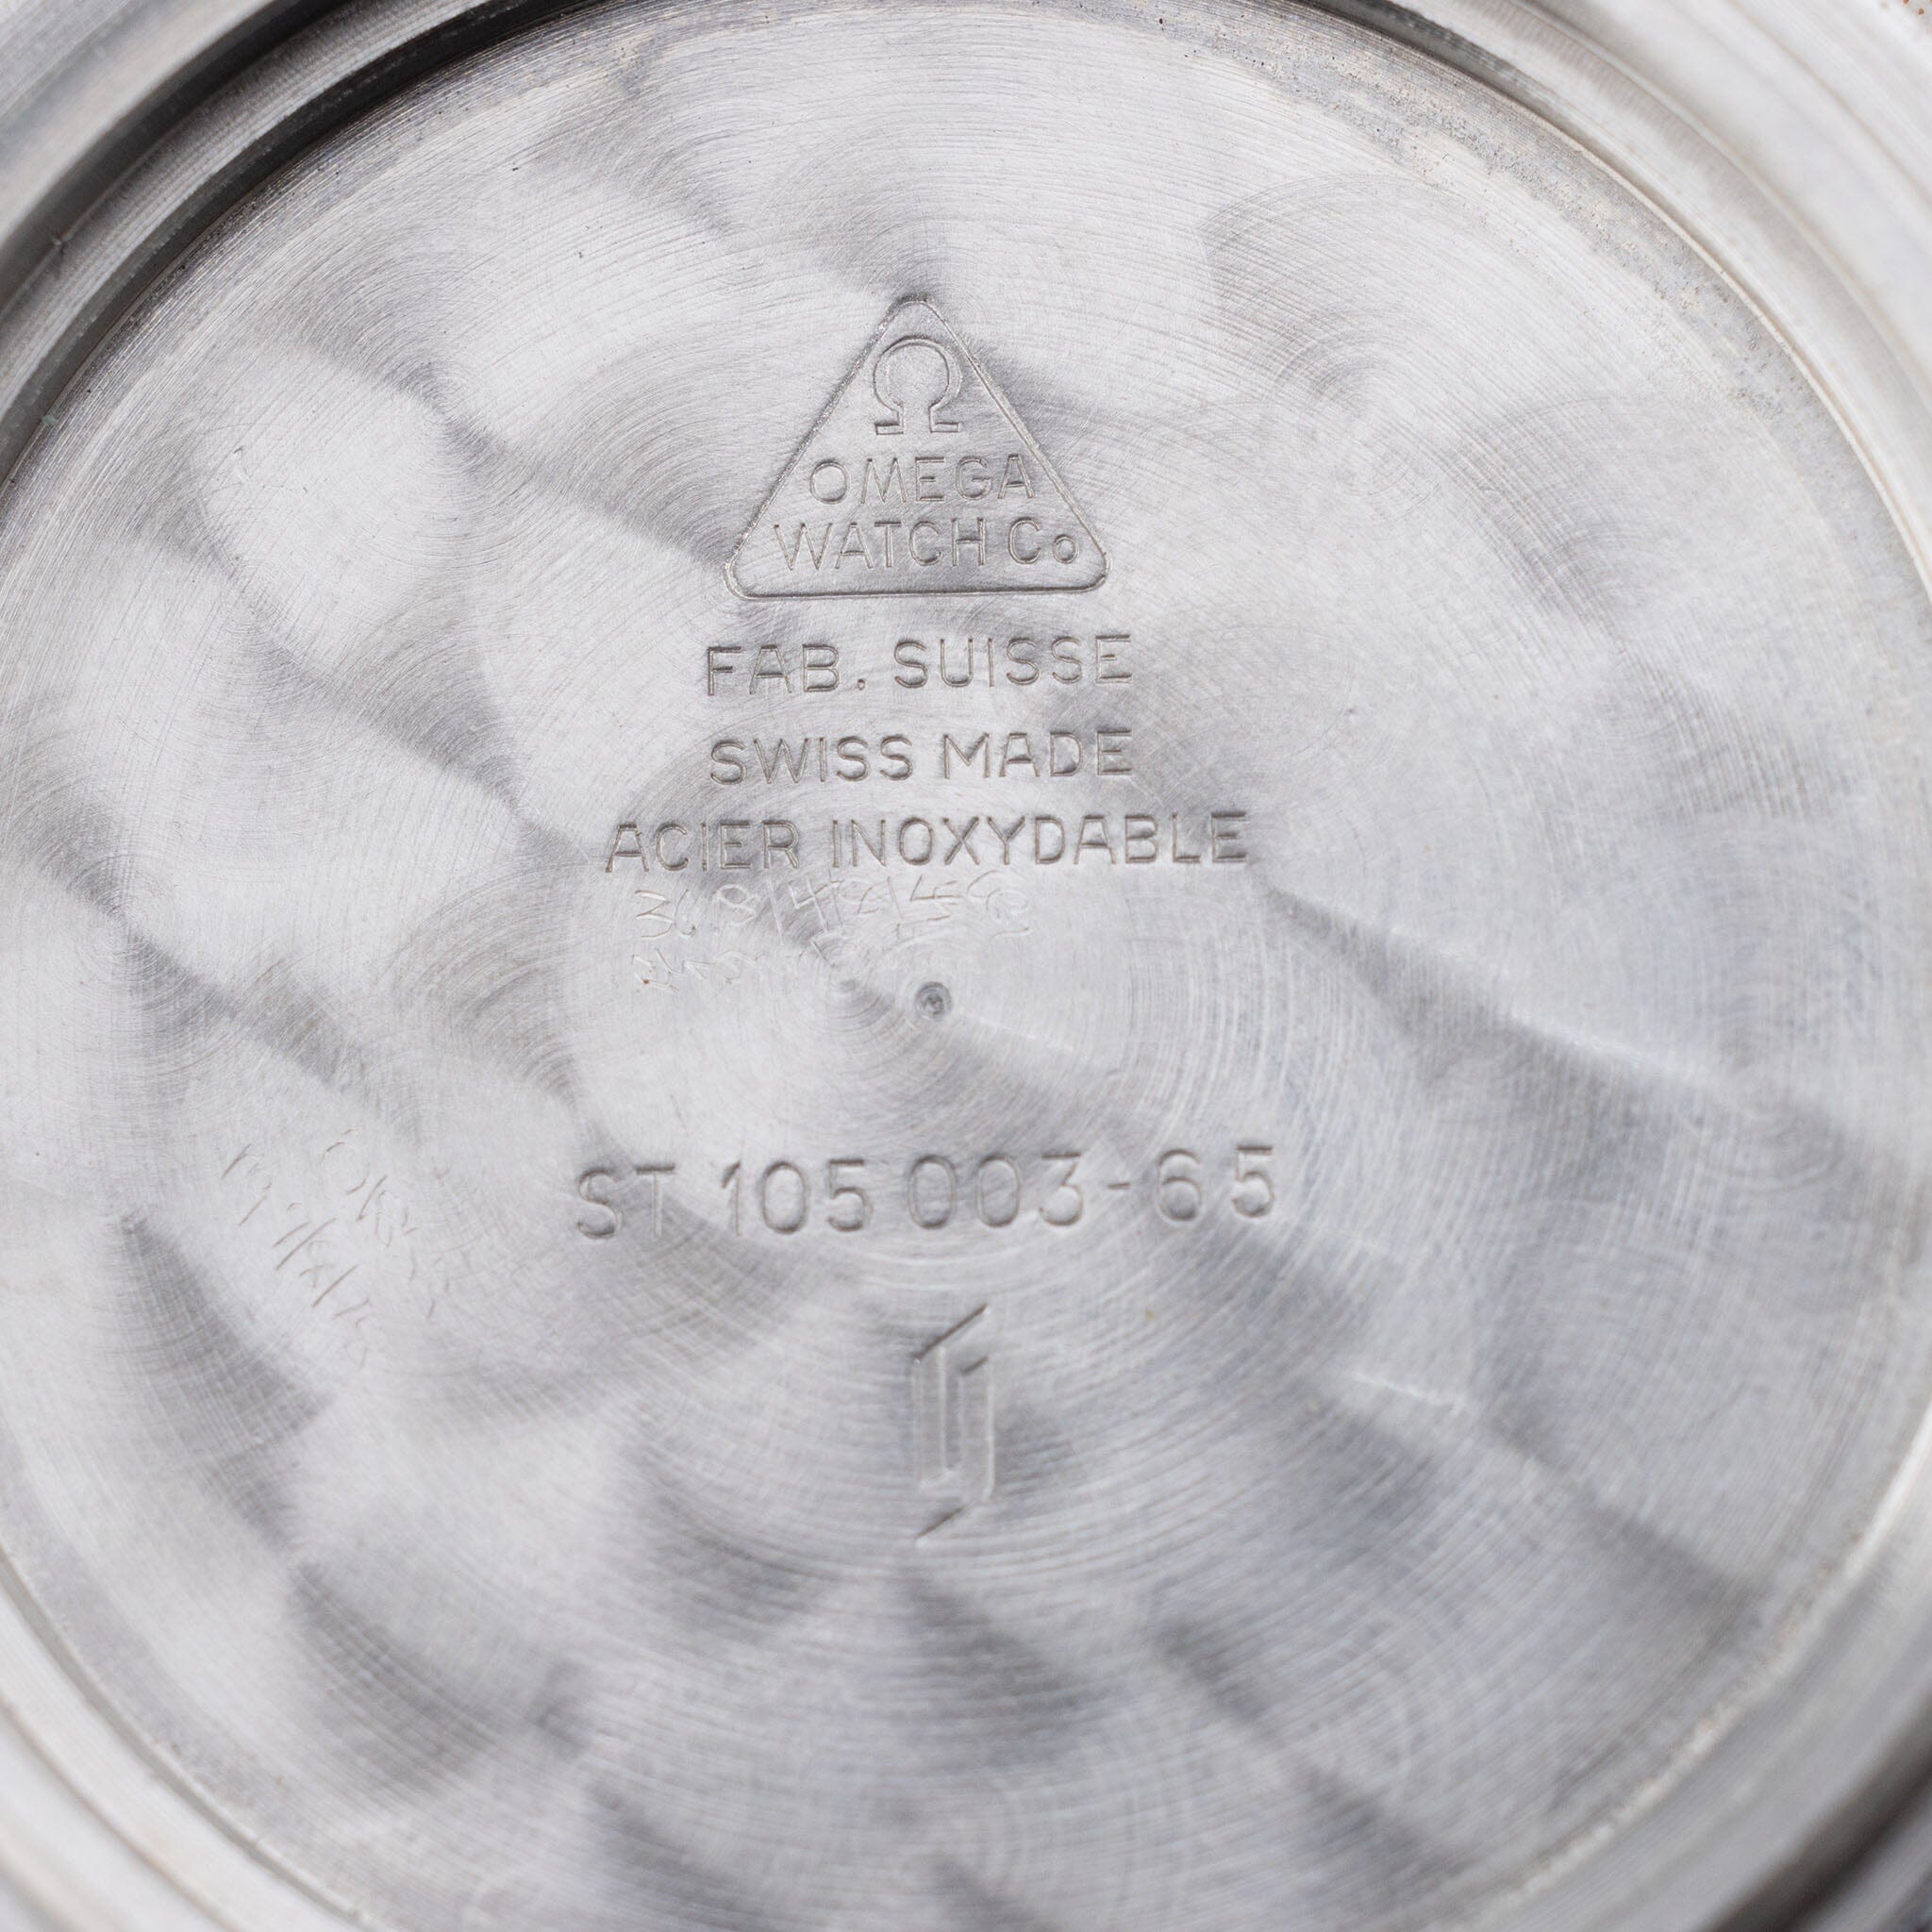 Ω
OMEGA
WATCH Co
FAB. SUISSE
SWISS MADE
ACIER INOXYDABLE
ST 105 003-65